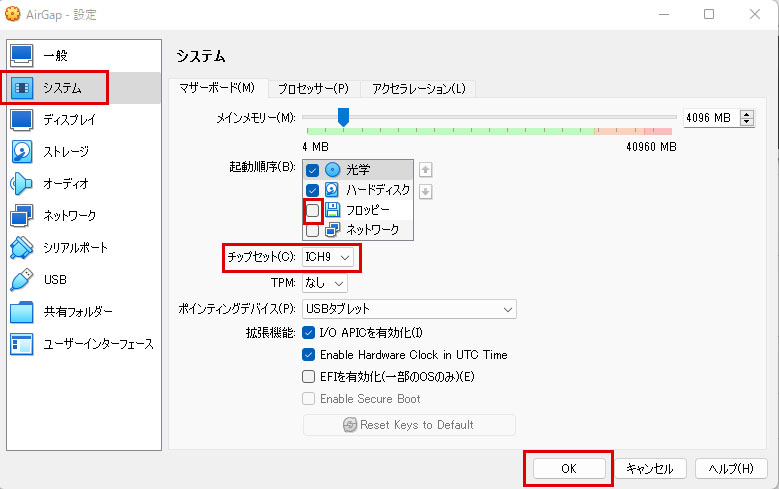 AirGap - 設定
一般
システム
ディスプレイ
ストレージ
オーディオ
ネットワーク
シリアルポート
USB
共有フォルダー
ユーザーインターフェース
システム
マザーボード(M) プロセッサー(P) アクセラレーション(L)
メインメモリー(M): 4096 MB
4 MB 40960 MB
起動順序(B): 光学
ハードディスク
フロッピー
ネットワーク
チップセット(C): ICH9
TPM: なし
ポインティングデバイス(P): USBタブレット
拡張機能: I/O APICを有効化(I)
Enable Hardware Clock in UTC Time
EFIを有効化(一部のOSのみ)(E)
Enable Secure Boot
Reset Keys to Default
OK キャンセル ヘルプ(H)